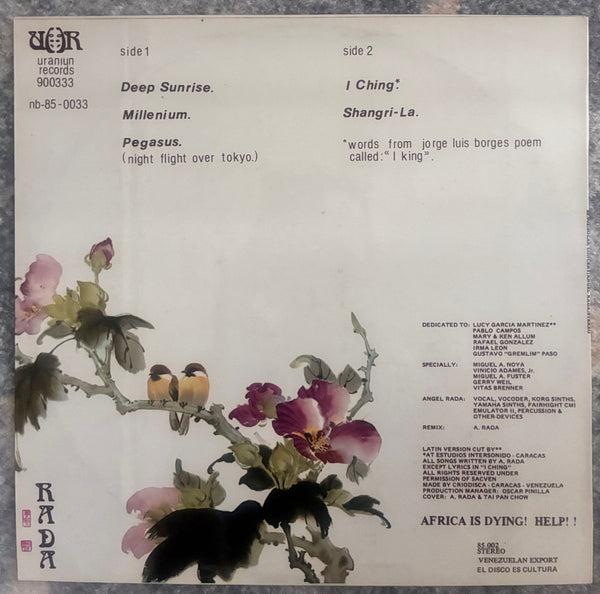 UR
uraniun
records
900333
nb-85-0033
side 1
Deep Sunrise.
Millenium.
Pegasus.
(night flight over tokyo.)
side 2
I Ching*.
Shangri-La.
*words from jorge luis borges poem
called:“ I king”.
DEDICATED TO: LUCY GARCIA MARTINEZ**
PABLO CAMPOS
MARY & KEN ALLUM
RAFAEL GONZALEZ
IRMA LEON
GUSTAVO "GREMLIM" PASO
SPECIALLY: MIGUEL A. NOYA
VINICIO ADAMES, Jr.
MIGUEL A. FUSTER
GERRY WEIL
VITAS BRENNER
ANGEL RADA: VOCAL, VOCODER, KORG SINTHS,
YAMAHA SINTHS, FAIRHIGHT CMI
EMULATOR II, PERCUSSION &
OTHER-DEVICES
REMIX: A. RADA
LATIN VERSION CUT BY**
*AT ESTUDIOS INTERSONIDO - CARACAS
ALL SONGS WRITTEN BY A. RADA
EXCEPT LYRICS IN "I CHING"
ALL RIGHTS RESERVED UNDER
PERMISSION OF SACVEN
MADE BY CRIODISCA - CARACAS - VENEZUELA
PRODUCTION MANAGER: OSCAR PINILLA
COVER: A. RADA & TAI PAN CHOW
AFRICA IS DYING! HELP! !
85.002
STEREO
VENEZUELAN EXPORT
EL DISCO ES CULTURA
RADA